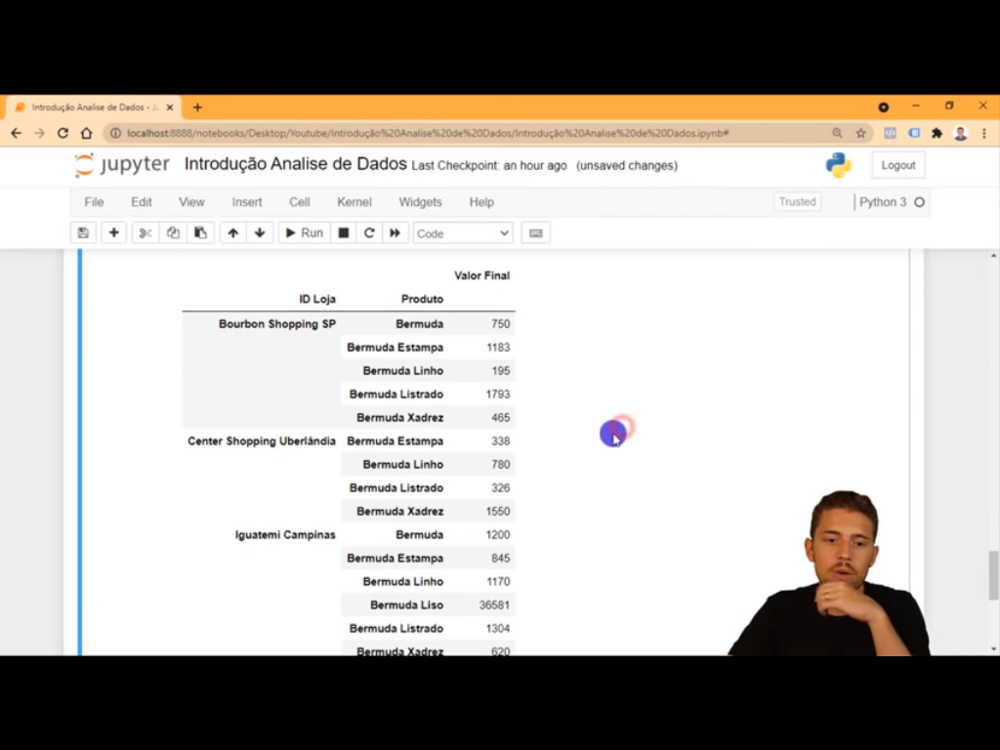 Introdução Analise de Dados - Ju
localhost:8888/notebooks/Desktop/Youtube/Introdução%20Analise%20de%20Dados/Introdução%20Analise%20de%20Dados.ipynb#
jupyter Introdução Analise de Dados Last Checkpoint: an hour ago (unsaved changes) Logout
File Edit View Insert Cell Kernel Widgets Help Trusted Python 3
Run Code
Valor Final
ID Loja Produto
Bourbon Shopping SP Bermuda 750
Bermuda Estampa 1183
Bermuda Linho 195
Bermuda Listrado 1793
Bermuda Xadrez 465
Center Shopping Uberlândia Bermuda Estampa 338
Bermuda Linho 780
Bermuda Listrado 326
Bermuda Xadrez 1550
Iguatemi Campinas Bermuda 1200
Bermuda Estampa 845
Bermuda Linho 1170
Bermuda Liso 36581
Bermuda Listrado 1304
Bermuda Xadrez 620